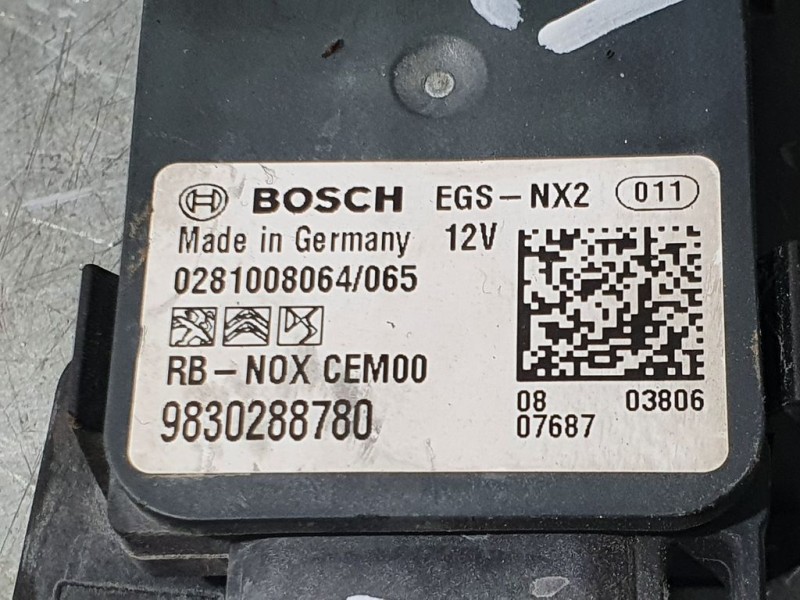 BOSCH EGS-NX2 011
Made in Germany 12V
0281008064/065
RB-NOX CEM00
9830288780
08 03806
07687